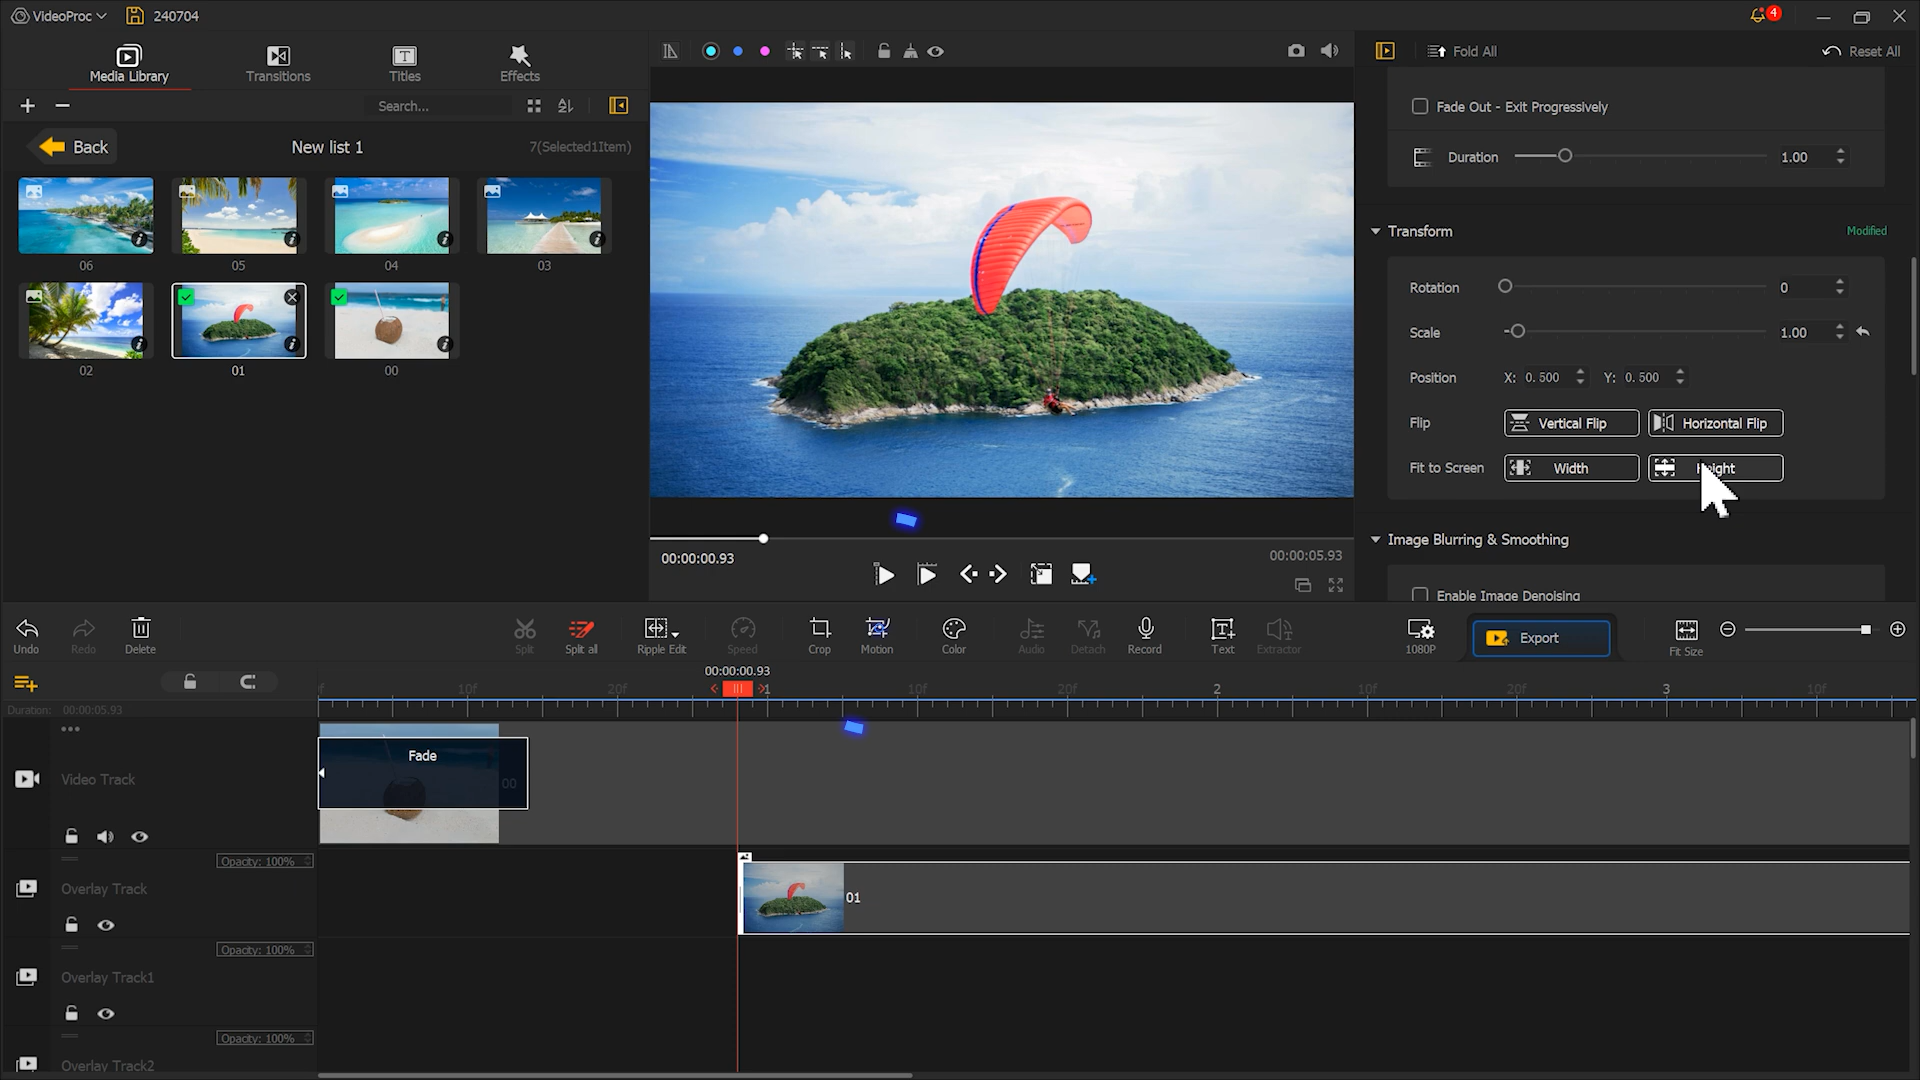 VideoProc
240704
4
Media Library
Transitions
Titles
Effects
Fold All
Reset All
Search...
Back
New list 1
7(Selected1Item)
06
05
04
03
02
01
00
Fade Out - Exit Progressively
Duration
1.00
Transform
Modified
Rotation
0
Scale
1.00
Position
X: 0.500
Y: 0.500
Flip
Vertical Flip
Horizontal Flip
Fit to Screen
Width
Image Blurring & Smoothing
Enable Image Denoising
00:00:00.93
00:00:05.93
Undo
Redo
Delete
Split
Split all
Ripple Edit
Speed
Crop
Motion
Color
Audio
Detach
Record
Text
Extractor
1080P
Export
Fit Size
00:00:00.93
Duration: 00:00:05.93
f
10f
20f
1
10f
20f
2
10f
20f
3
10f
Fade
00
Video Track
Opacity: 100%
Overlay Track
01
Opacity: 100%
Overlay Track1
Opacity: 100%
Overlay Track2